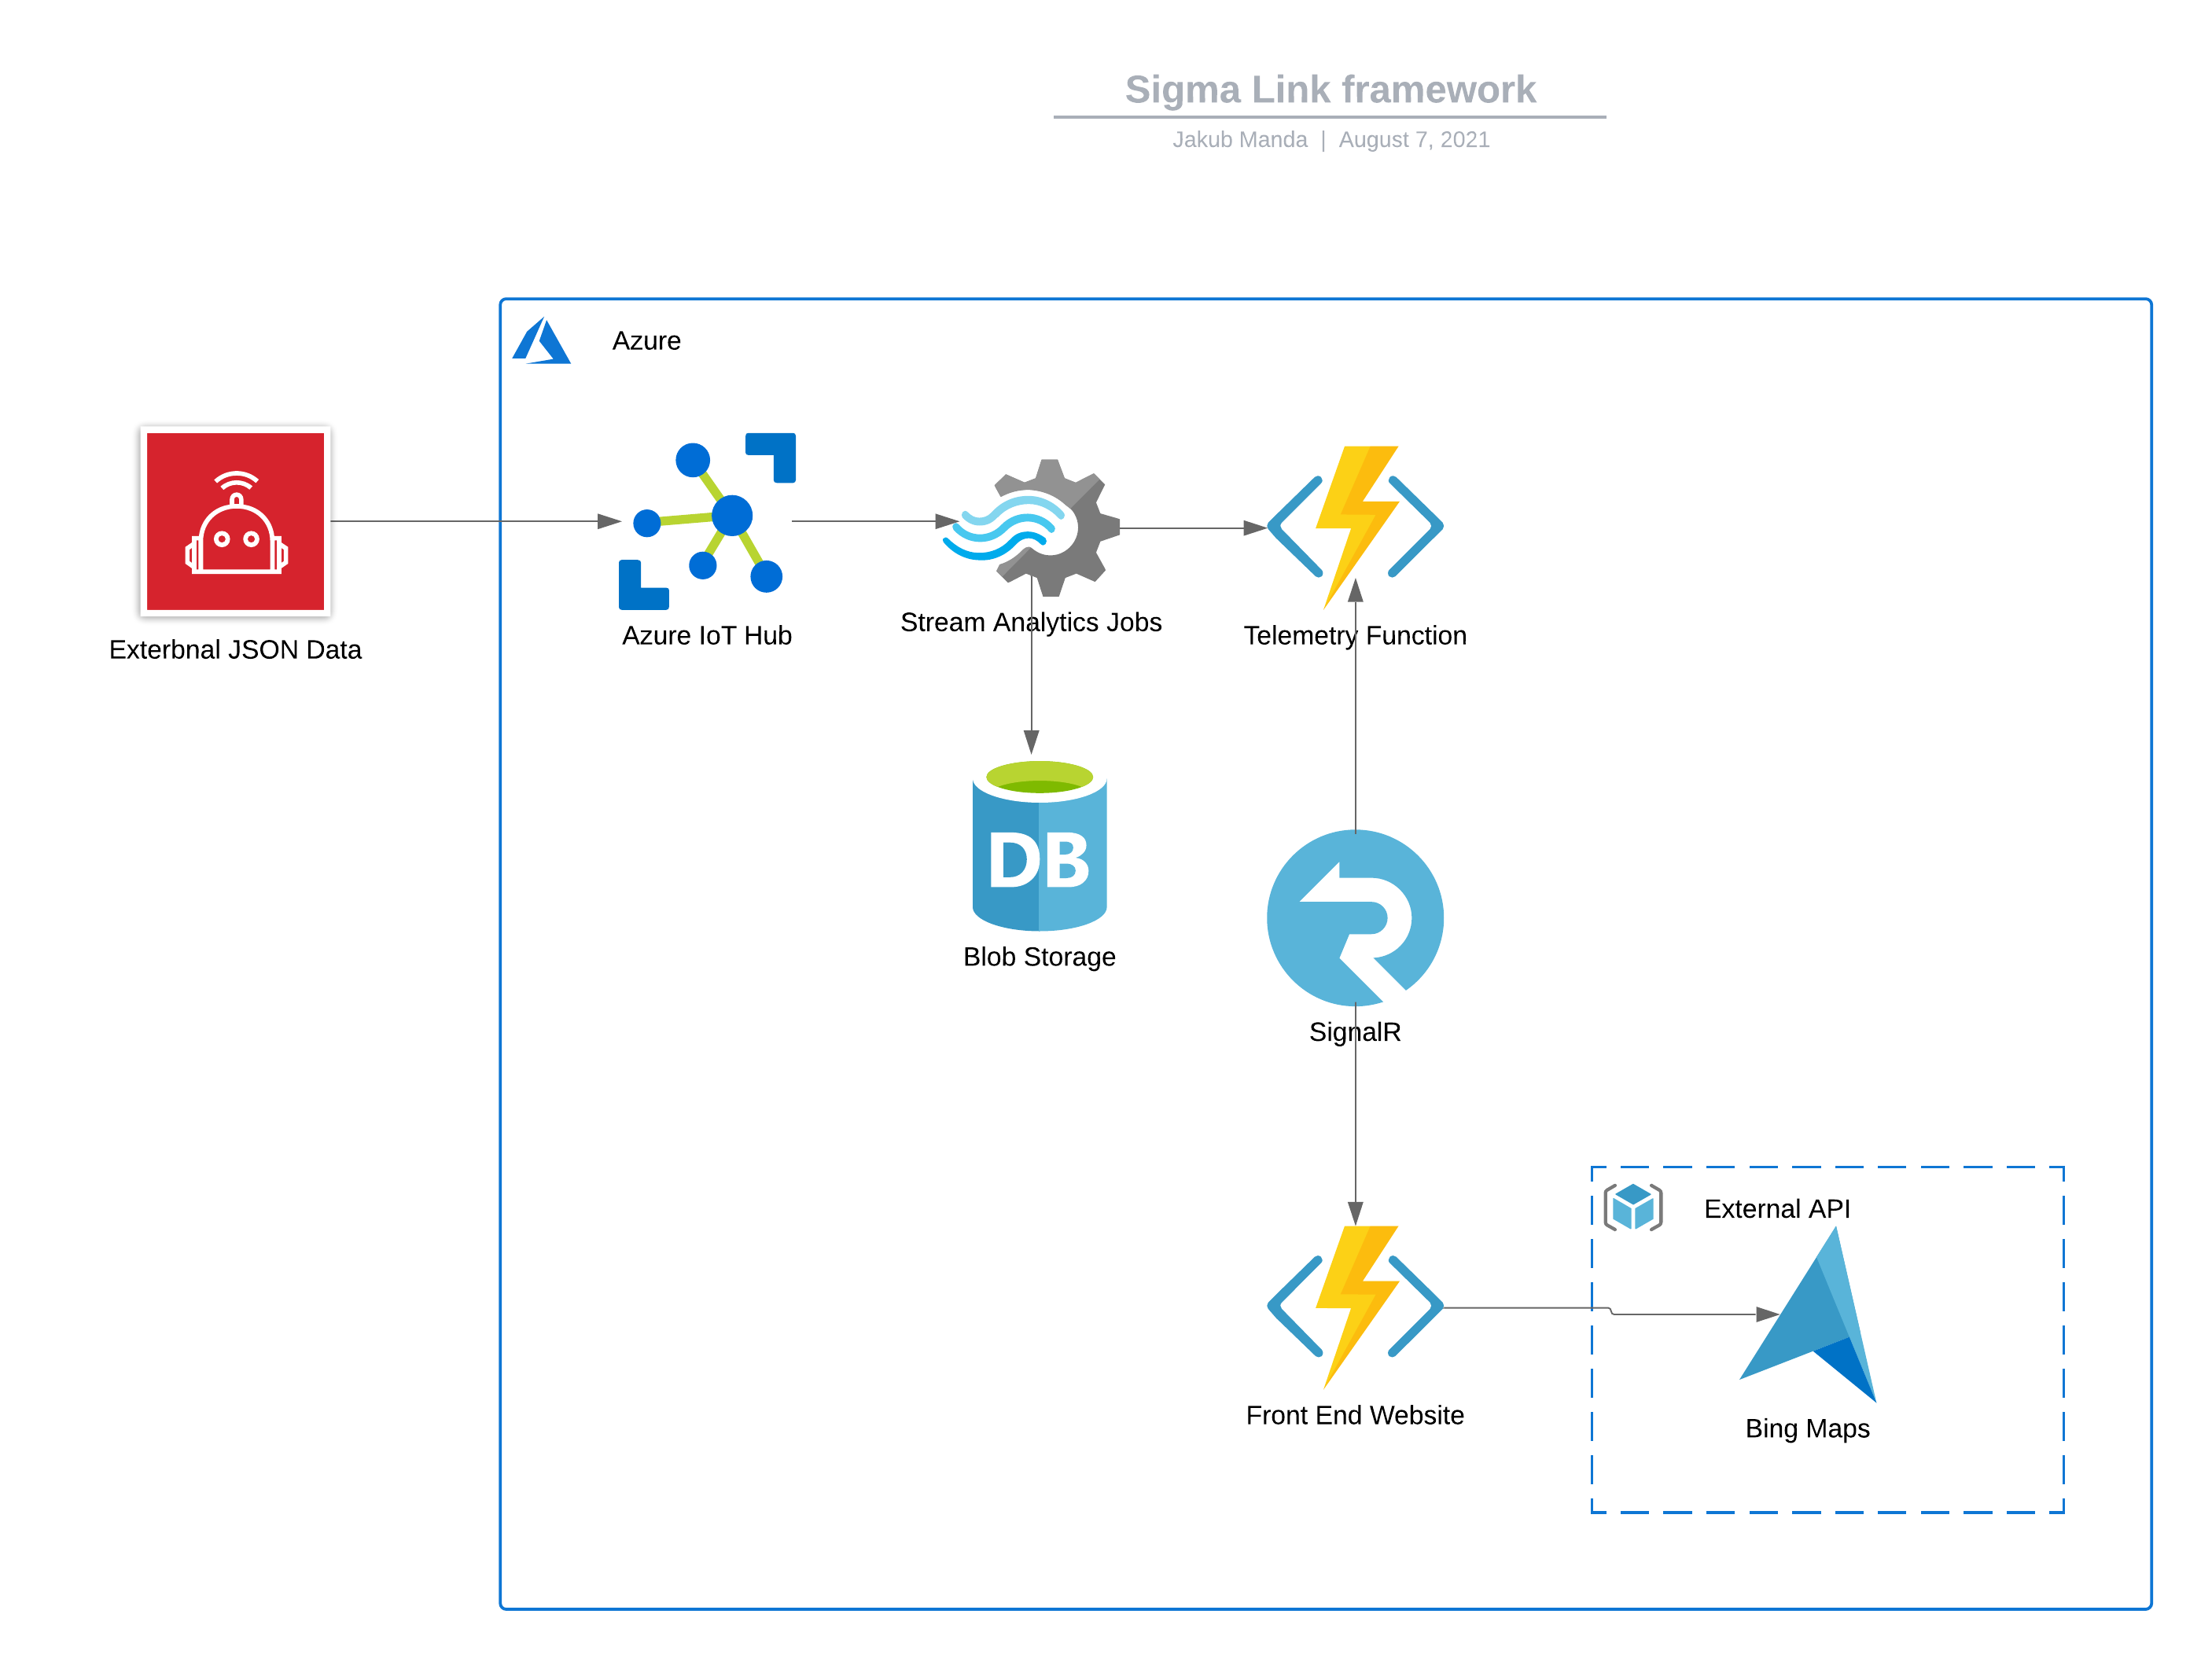 Sigma Link framework
Jakub Manda | August 7, 2021
Azure
Exterbnal JSON Data
Azure IoT Hub
Stream Analytics Jobs
Telemetry Function
DB
Blob Storage
SignalR
External API
Front End Website
Bing Maps